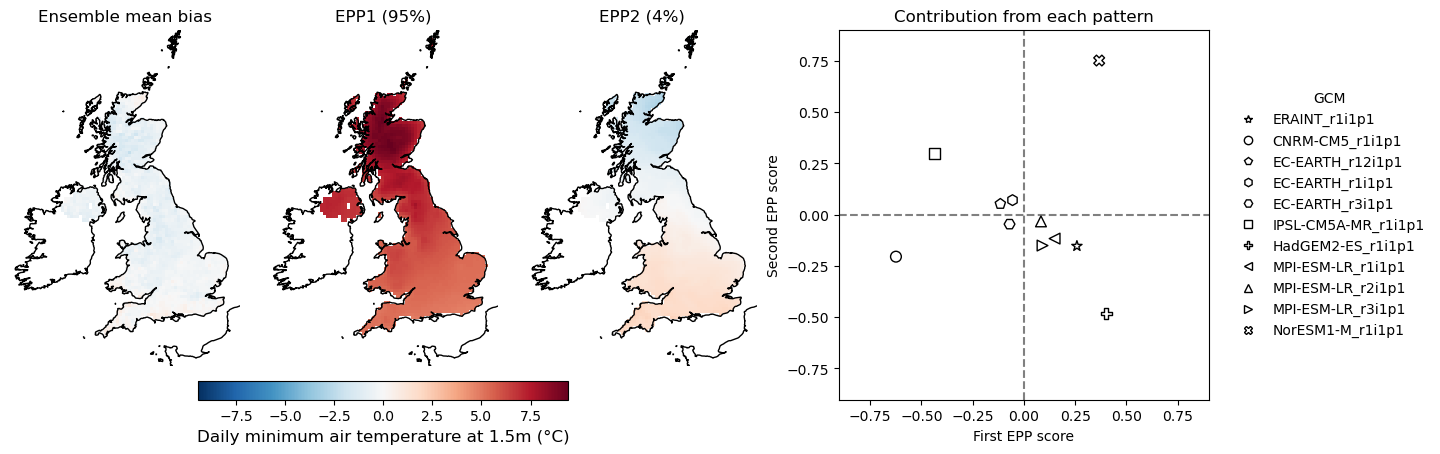 Ensemble mean bias
EPP1 (95%)
EPP2 (4%)
Contribution from each pattern
−7.5 −5.0 −2.5 0.0 2.5 5.0 7.5
Daily minimum air temperature at 1.5m (°C)
Second EPP score
0.75
0.50
0.25
0.00
−0.25
−0.50
−0.75
−0.75 −0.50 −0.25 0.00 0.25 0.50 0.75
First EPP score
GCM
ERAINT_r1i1p1
CNRM-CM5_r1i1p1
EC-EARTH_r12i1p1
EC-EARTH_r1i1p1
EC-EARTH_r3i1p1
IPSL-CM5A-MR_r1i1p1
HadGEM2-ES_r1i1p1
MPI-ESM-LR_r1i1p1
MPI-ESM-LR_r2i1p1
MPI-ESM-LR_r3i1p1
NorESM1-M_r1i1p1